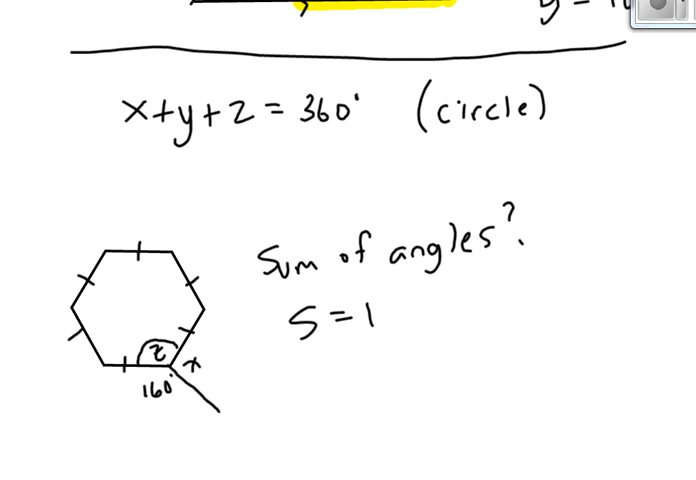 y =
x+y+z = 360° (circle)
Sum of angles?
S = 1
z
x
160°